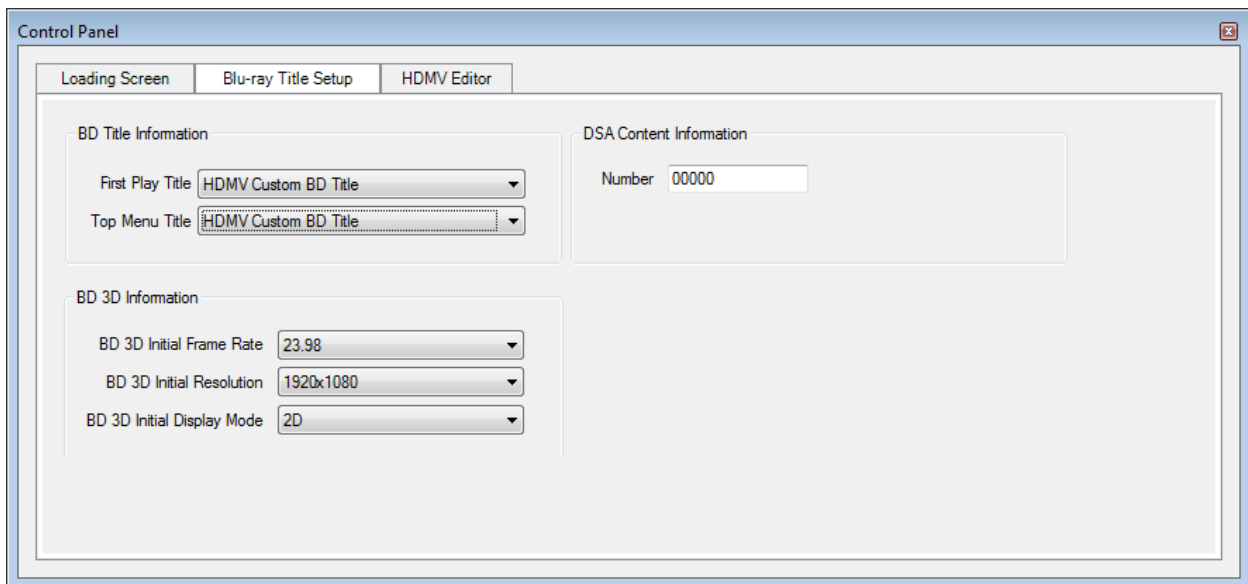 Control Panel
Loading Screen
Blu-ray Title Setup
HDMV Editor
BD Title Information
First Play Title HDMV Custom BD Title
Top Menu Title HDMV Custom BD Title
DSA Content Information
Number 00000
BD 3D Information
BD 3D Initial Frame Rate 23.98
BD 3D Initial Resolution 1920x1080
BD 3D Initial Display Mode 2D